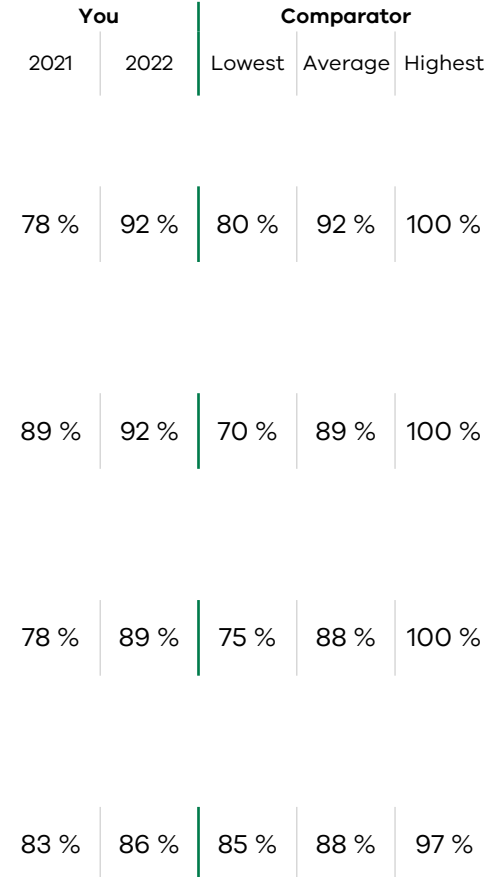 You Comparator
2021 2022 Lowest Average Highest
78 % 92 % 80 % 92 % 100 %
89 % 92 % 70 % 89 % 100 %
78 % 89 % 75 % 88 % 100 %
83 % 86 % 85 % 88 % 97 %